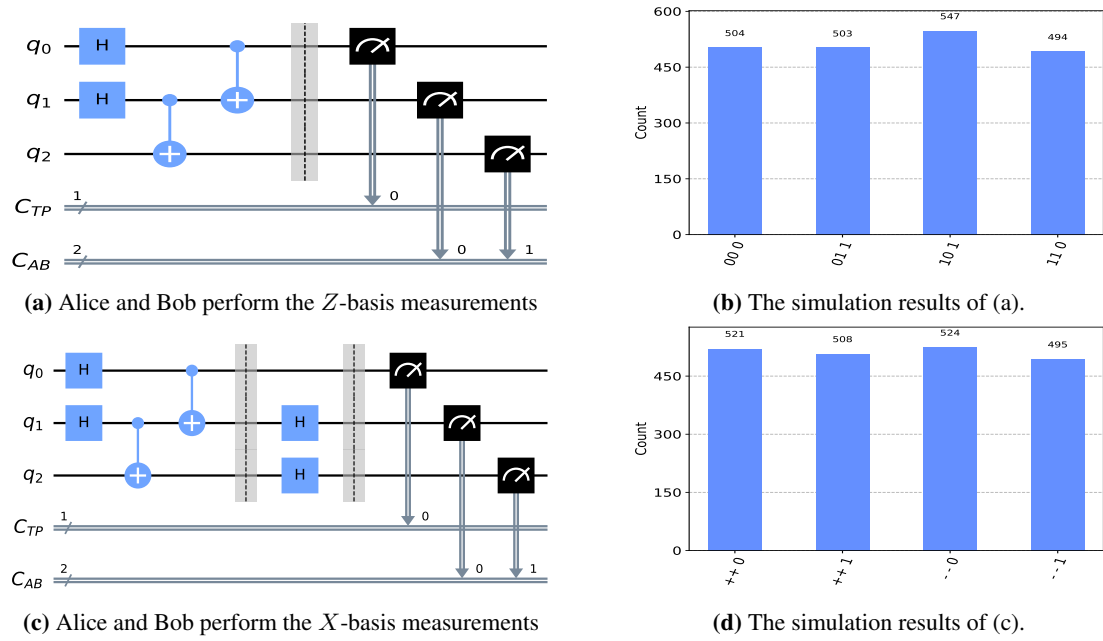 q0 H
q1 H
q2
CTP 1 0
CAB 2 0 1
(a) Alice and Bob perform the Z-basis measurements
600
450
300
150
0
Count
504 503 547 494
00 0 01 1 10 1 11 0
(b) The simulation results of (a).
q0 H
q1 H H
q2 H
CTP 1 0
CAB 2 0 1
(c) Alice and Bob perform the X-basis measurements
450
300
150
0
Count
521 508 524 495
++ 0 ++ 1 -- 0 -- 1
(d) The simulation results of (c).